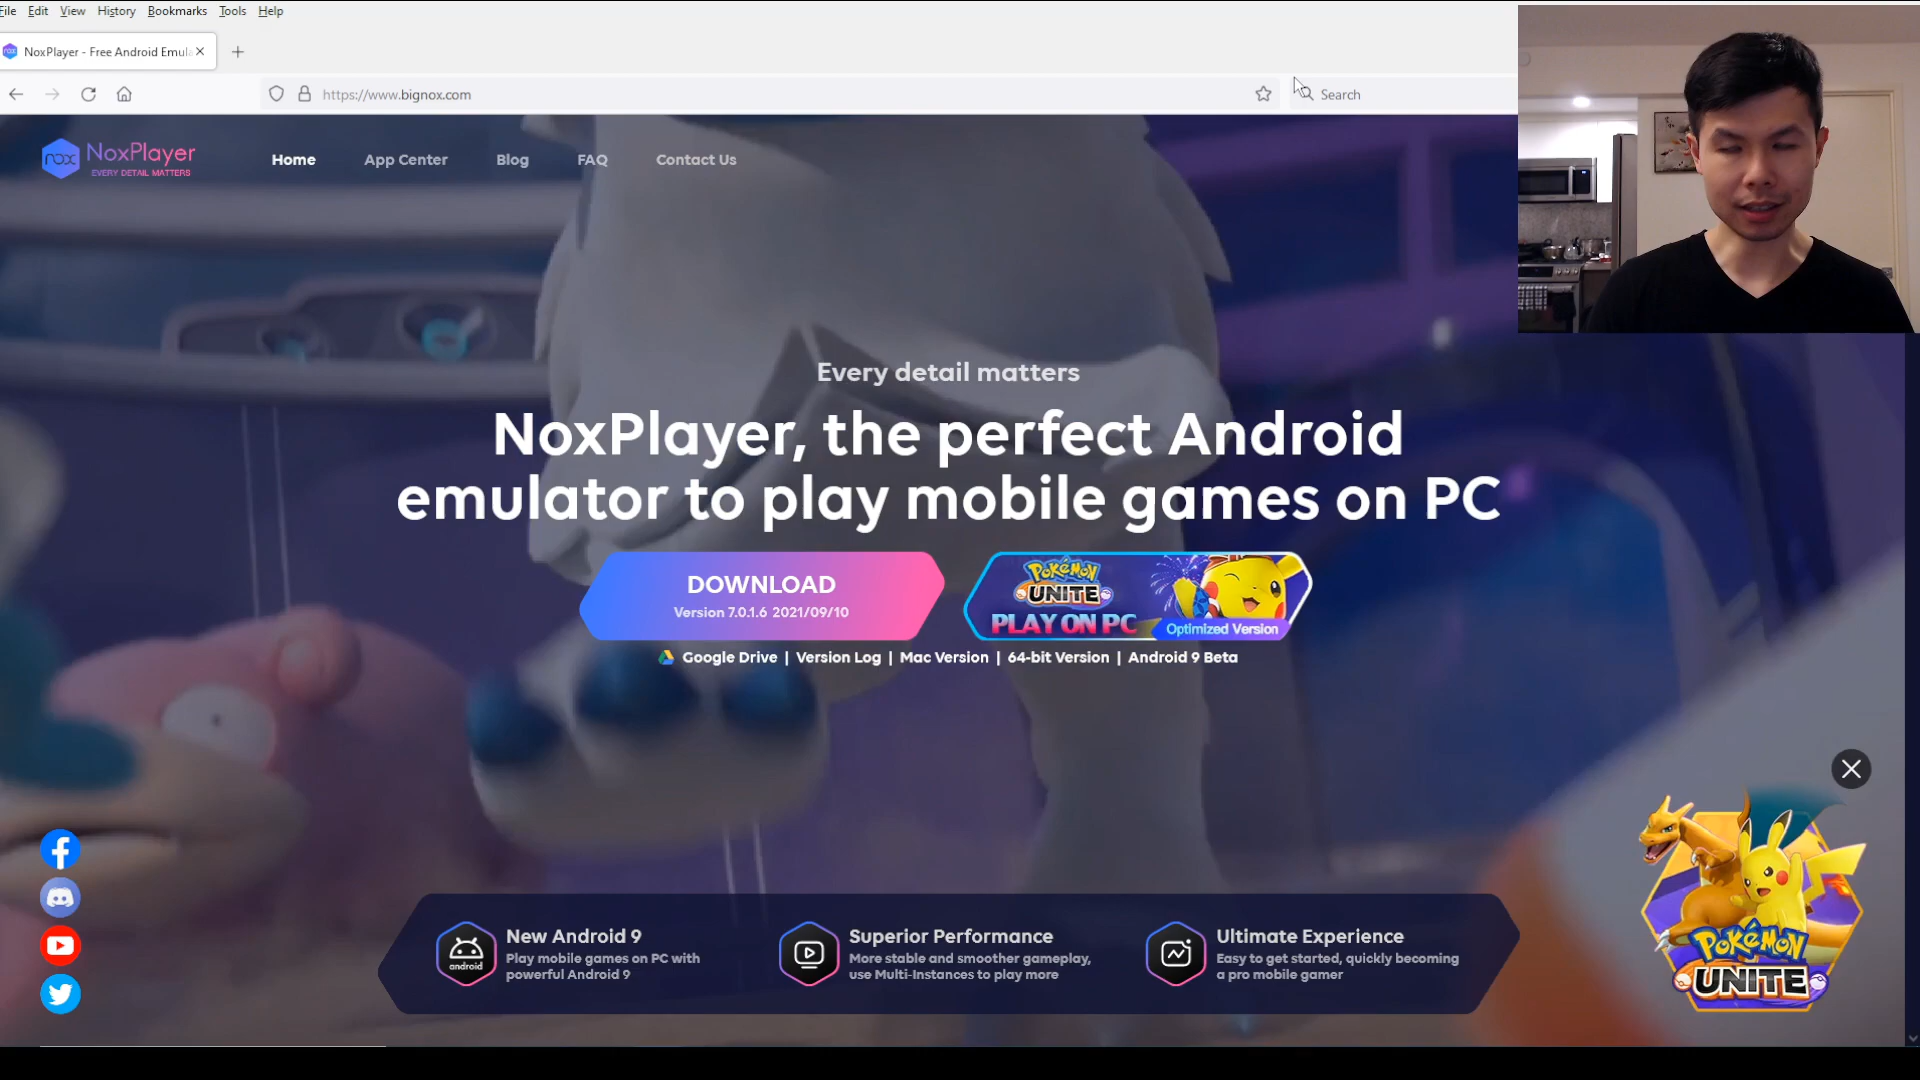 File Edit View History Bookmarks Tools Help
NoxPlayer - Free Android Emula
https://www.bignox.com
Search
nox NoxPlayer
EVERY DETAIL MATTERS
Home App Center Blog FAQ Contact Us
Every detail matters
NoxPlayer, the perfect Android
emulator to play mobile games on PC
DOWNLOAD
Version 7.0.1.6 2021/09/10
POKÉMON
UNITE
PLAY ON PC
Optimized Version
Google Drive | Version Log | Mac Version | 64-bit Version | Android 9 Beta
android
New Android 9
Play mobile games on PC with
powerful Android 9
Superior Performance
More stable and smoother gameplay,
use Multi-Instances to play more
Ultimate Experience
Easy to get started, quickly becoming
a pro mobile gamer
POKÉMON
UNITE